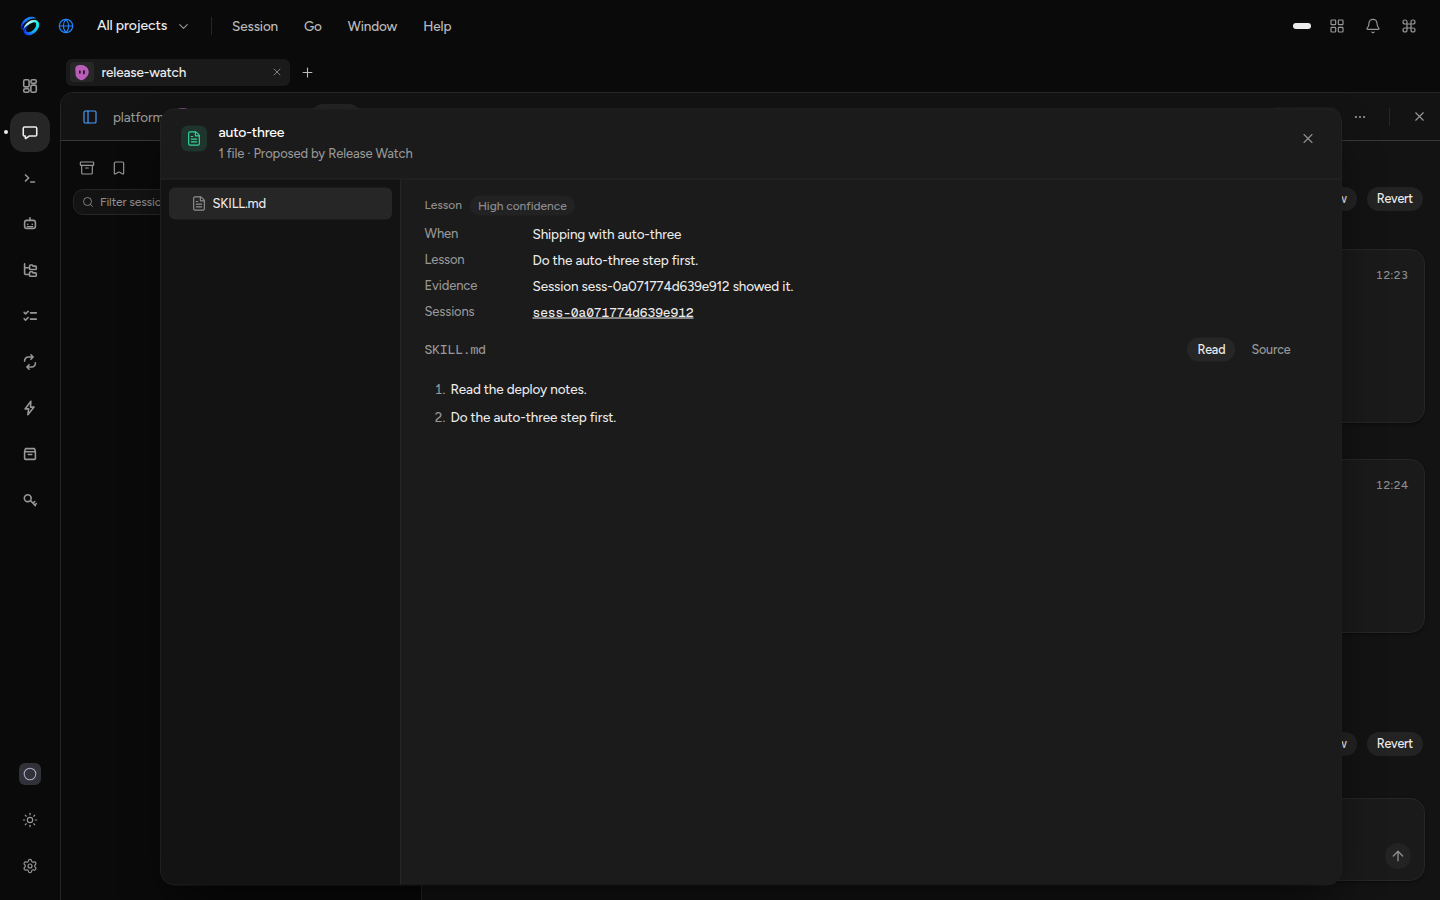 All projects
Session
Go
Window
Help
release-watch
platform
auto-three
1 file · Proposed by Release Watch
Filter
SKILL.md
Lesson High confidence
When Shipping with auto-three
Lesson Do the auto-three step first.
Evidence Session sess-0a071774d639e912 showed it.
Sessions sess-0a071774d639e912
SKILL.md
Read
Source
1. Read the deploy notes.
2. Do the auto-three step first.
Revert
12:23
12:24
Revert